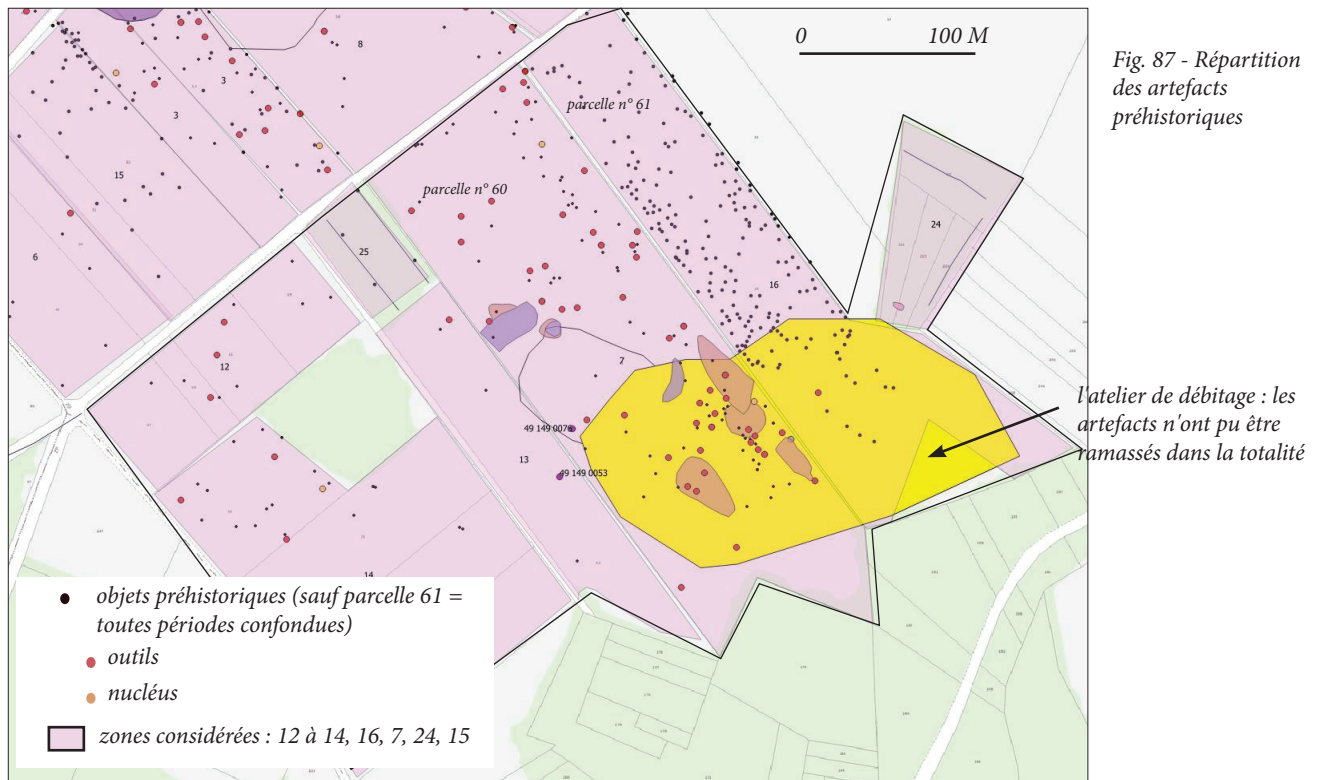 0 100 M
Fig. 87 - Répartition
des artefacts
préhistoriques
8
3
parcelle n° 61
3
15
parcelle n° 60
24
6
25
16
12
7
l'atelier de débitage : les
artefacts n'ont pu être
ramassés dans la totalité
49 149 0076
13
49 149 0053
14
objets préhistoriques (sauf parcelle 61 =
toutes périodes confondues)
outils
nucléus
zones considérées : 12 à 14, 16, 7, 24, 15